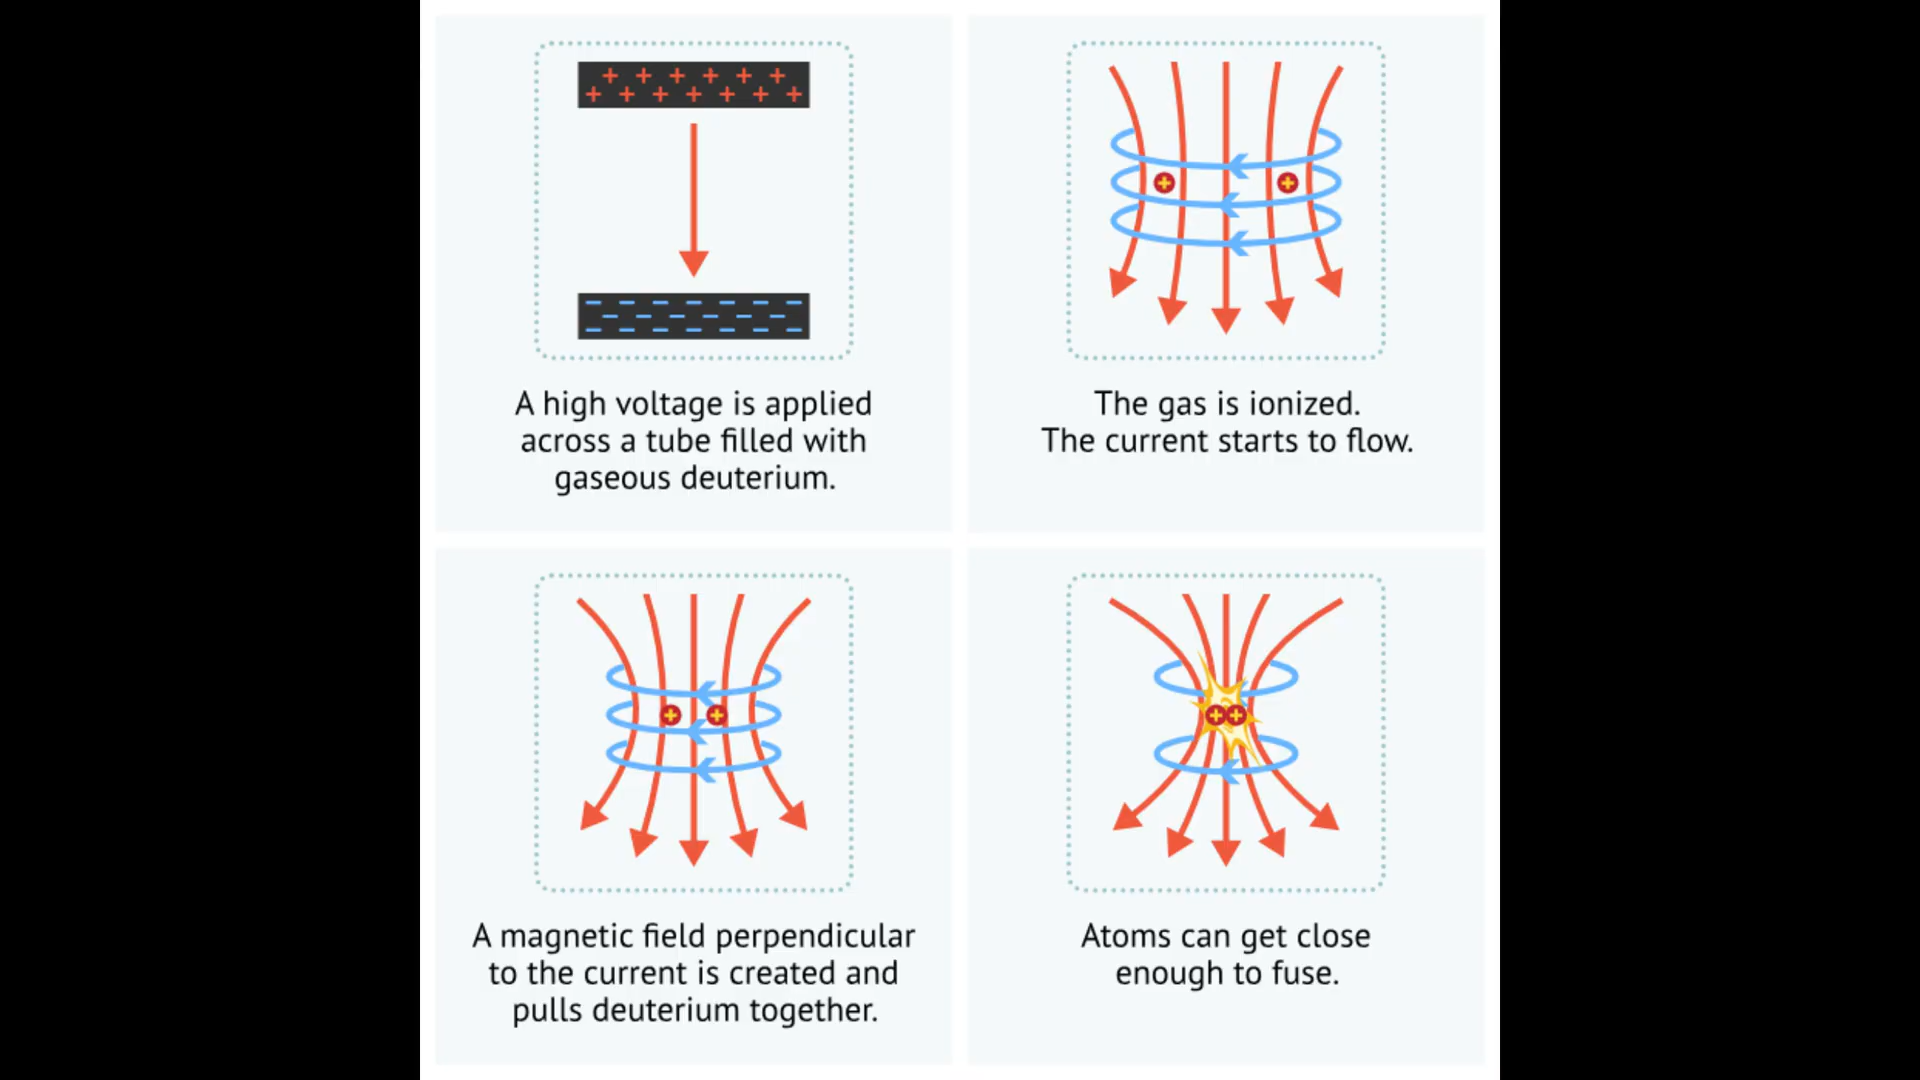 A high voltage is applied
across a tube filled with
gaseous deuterium.
The gas is ionized.
The current starts to flow.
A magnetic field perpendicular
to the current is created and
pulls deuterium together.
Atoms can get close
enough to fuse.